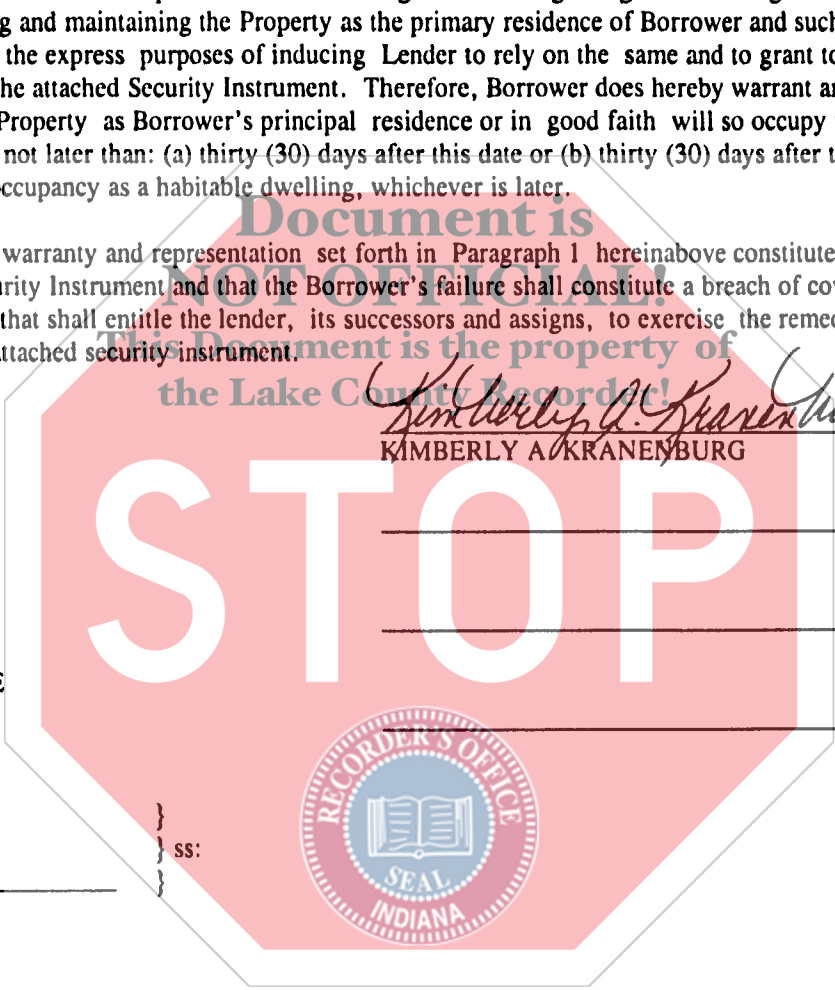 g and maintaining the Property as the primary residence of Borrower and such
the express purposes of inducing Lender to rely on the same and to grant to
he attached Security Instrument. Therefore, Borrower does hereby warrant
Property as Borrower's principal residence or in good faith will so occupy
not later than: (a) thirty (30) days after this date or (b) thirty (30) days after t
ccupancy as a habitable dwelling, whichever is later.
Document is
warranty and representation set forth in Paragraph 1 hereinabove constitute
NOT OFFICIAL!
rity Instrument and that the Borrower's failure shall constitute a breach of co
that shall entitle the lender, its successors and assigns, to exercise the reme
This Document is the property of
ttached security instrument.
the Lake County Recorder!
Kimberly A. Kranen
KIMBERLY A KRANENBURG
STOP
RECORDER'S OFFICE
}
} ss:
}
SEAL
INDIANA